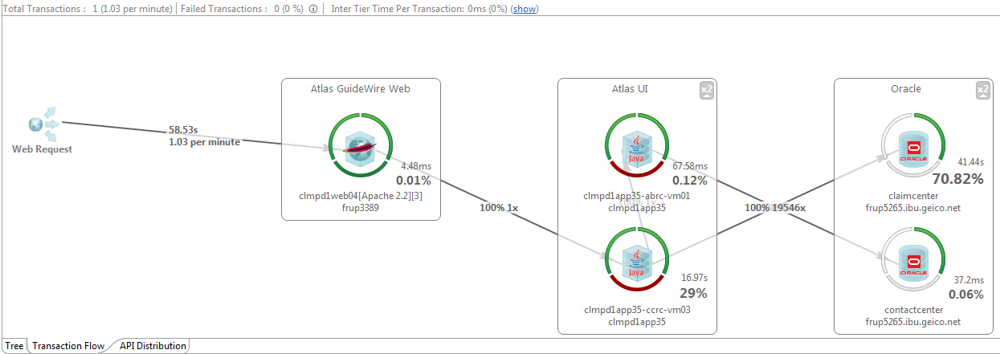 Total Transactions : 1 (1.03 per minute) Failed Transactions : 0 (0 %) Inter Tier Time Per Transaction: 0ms (0%) (show)
Atlas GuideWire Web
Atlas UI
x2
Oracle
x2
Web Request
58.53s
1.03 per minute
4.48ms
0.01%
clmpd1web04[Apache 2.2][3]
frup3389
100% 1x
Java
67.58ms
0.12%
clmpd1app35-abrc-vm01
clmpd1app35
100% 1x
Java
16.97s
29%
clmpd1app35-ccrc-vm03
clmpd1app35
100% 19546x
ORACLE
41.44s
70.82%
claimcenter
frup5265.ibu.geico.net
ORACLE
37.2ms
0.06%
contactcenter
frup5265.ibu.geico.net
Tree Transaction Flow API Distribution